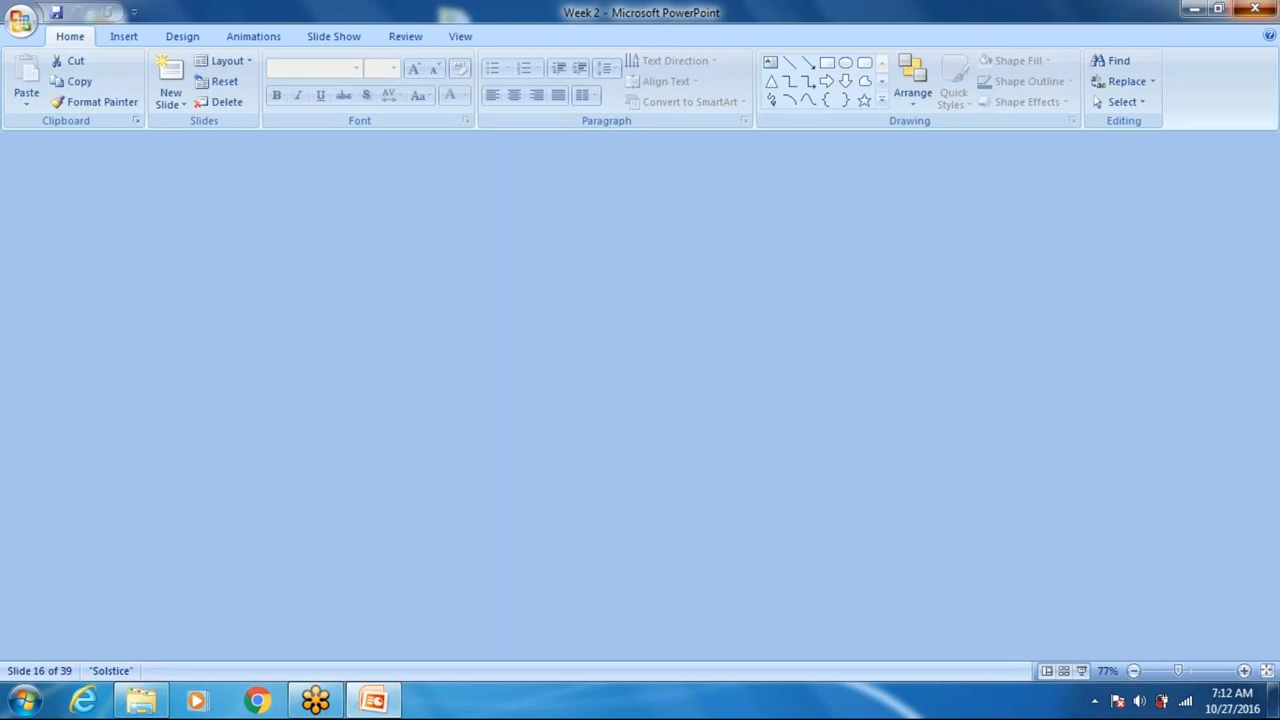 Week 2 - Microsoft PowerPoint
Home Insert Design Animations Slide Show Review View
Cut
Copy
Format Painter
Paste
Clipboard
New Slide
Layout
Reset
Delete
Slides
B I U abc S AV Aa A
Font
Text Direction
Align Text
Convert to SmartArt
Paragraph
Arrange
Quick Styles
Shape Fill
Shape Outline
Shape Effects
Drawing
Find
Replace
Select
Editing
Slide 16 of 39 "Solstice" 77%
7:12 AM
10/27/2016